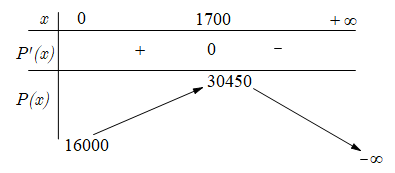 x 0 1700 +∞
P'(x) + 0 −
30450
P(x)
16000
−∞